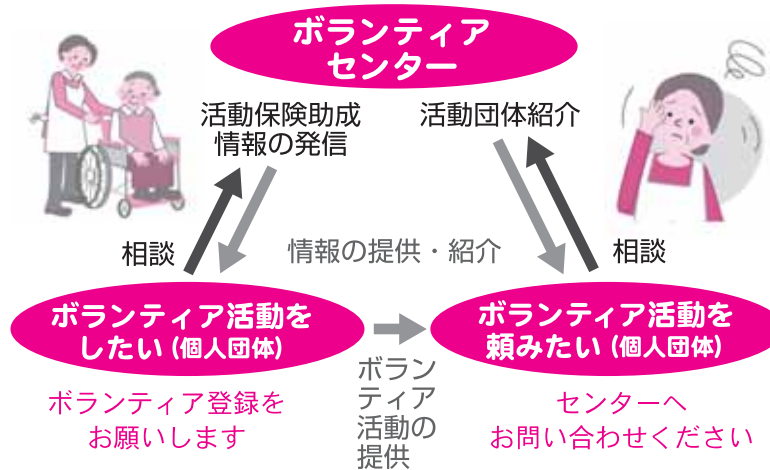 ボランティア
センター
活動保険助成
情報の発信
活動団体紹介
相談
情報の提供・紹介
相談
ボランティア活動を
したい（個人団体）
ボランティア活動を
頼みたい（個人団体）
ボラン
ティア
活動の
提供
ボランティア登録を
お願いします
センターへ
お問い合わせください